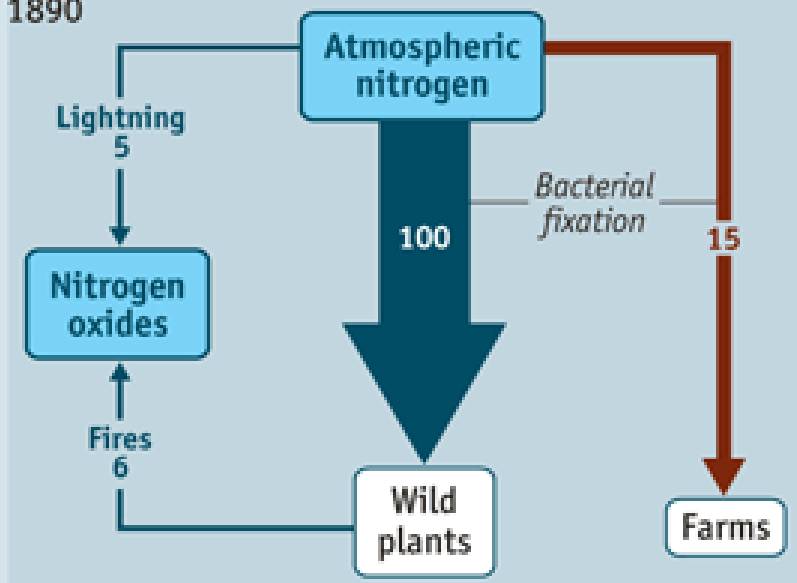 1890
Atmospheric
nitrogen
Lightning
5
Bacterial
fixation
100
15
Nitrogen
oxides
Fires
6
Wild
plants
Farms